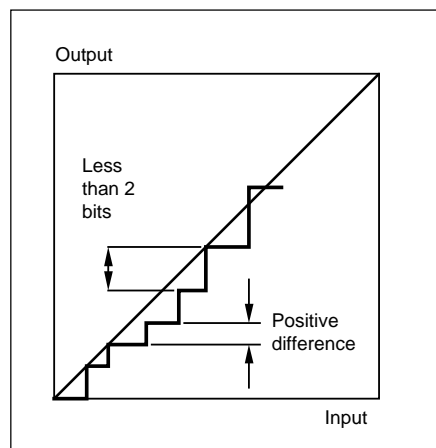 Output
Less
than 2
bits
Positive
difference
Input